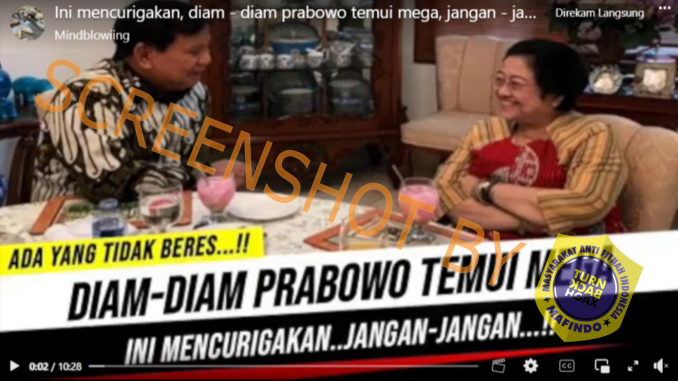 Ini mencurigakan, diam - diam prabowo temui mega, jangan - ja...
Direkam Langsung
Mindblowiing
SCREENSHOT BY
ADA YANG TIDAK BERES...!!
DIAM-DIAM PRABOWO TEMUI
INI MENCURIGAKAN..JANGAN-JANGAN...!!
MASYARAKAT ANTI FITNAH INDONESIA
TURN
BACK
HOAX
MAFINDO
0:02 / 10:28
CC